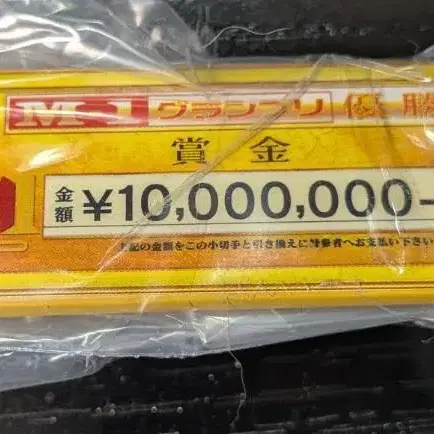 M-1グランプリ 優勝
賞金
金額 ¥10,000,000-
上記の金額をこの小切手と引き換えに持参者へお支払い下さい